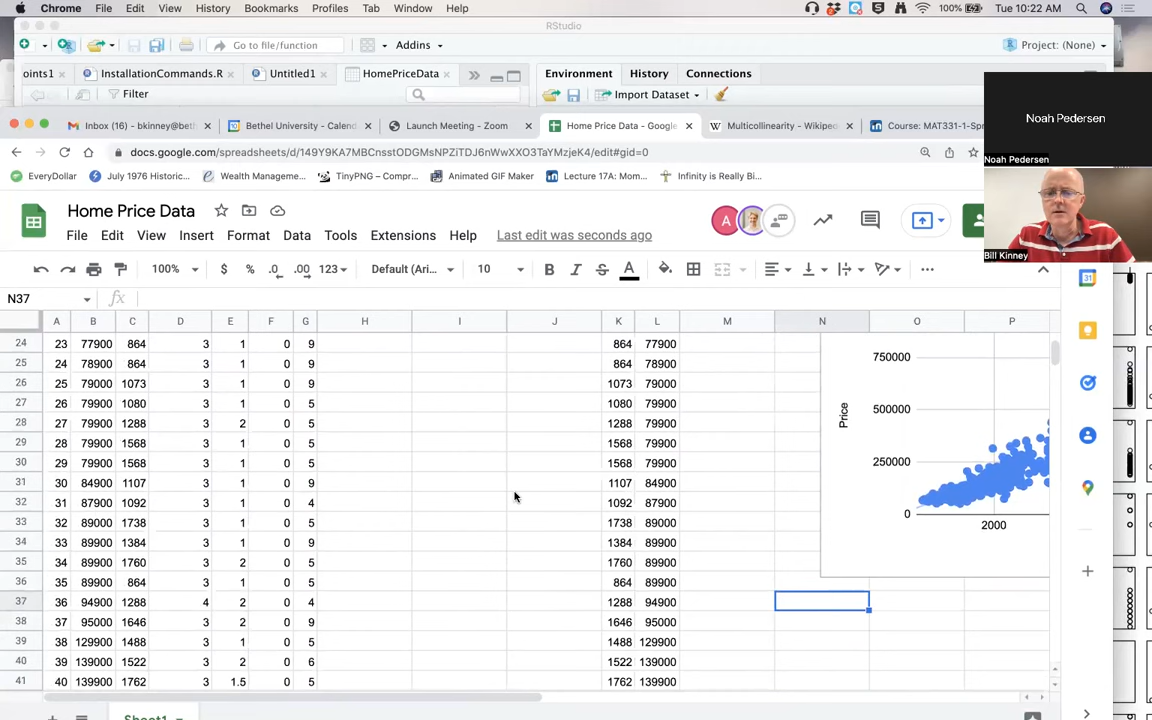 Chrome File Edit View History Bookmarks Profiles Tab Window Help 100% Tue 10:22 AM
RStudio
Go to file/function Addins Project: (None)
oints1 InstallationCommands.R Untitled1 HomePriceData Environment History Connections
Filter Import Dataset
Noah Pedersen
Inbox (16) - bkinney@bet Bethel University - Calend Launch Meeting - Zoom Home Price Data - Google Multicollinearity - Wikiped Course: MAT331-1-Sp
docs.google.com/spreadsheets/d/149Y9KA7MBCnsstODGMsNPZiTDJ6nWwXXO3TaYMzjeK4/edit#gid=0
Noah Pedersen
EveryDollar July 1976 Historic... Wealth Manageme... TinyPNG – Compr... Animated GIF Maker Lecture 17A: Mom... Infinity is Really Bi...
Home Price Data
A
File Edit View Insert Format Data Tools Extensions Help Last edit was seconds ago
Bill Kinney
100% $ % .0 .00 123 Default (Ari... 10 B I S A
31
N37 fx
A B C D E F G H I J K L M N O P
24 23 77900 864 3 1 0 9 864 77900
25 24 78900 864 3 1 0 9 864 78900
26 25 79000 1073 3 1 0 9 1073 79000
27 26 79900 1080 3 1 0 5 1080 79900
28 27 79900 1288 3 2 0 5 1288 79900
29 28 79900 1568 3 1 0 5 1568 79900
30 29 79900 1568 3 1 0 5 1568 79900
31 30 84900 1107 3 1 0 9 1107 84900
32 31 87900 1092 3 1 0 4 1092 87900
33 32 89000 1738 3 1 0 5 1738 89000
34 33 89900 1384 3 1 0 9 1384 89900
35 34 89900 1760 3 2 0 5 1760 89900
36 35 89900 864 3 1 0 5 864 89900
37 36 94900 1288 4 2 0 4 1288 94900
38 37 95000 1646 3 2 0 9 1646 95000
39 38 129900 1488 3 1 0 5 1488 129900
40 39 139000 1522 3 2 0 6 1522 139000
41 40 139900 1762 3 1.5 0 5 1762 139900
750000
Price
500000
250000
0
2000
Sheet1